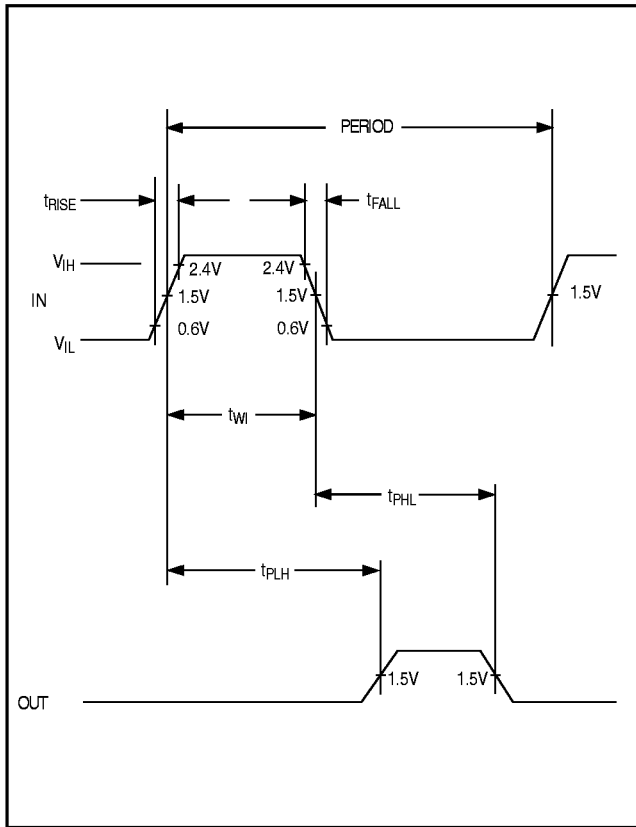 PERIOD
tRISE
tFALL
VIH
2.4V 2.4V
IN
1.5V 1.5V 1.5V
0.6V 0.6V
VIL
tWI
tPHL
tPLH
1.5V 1.5V
OUT